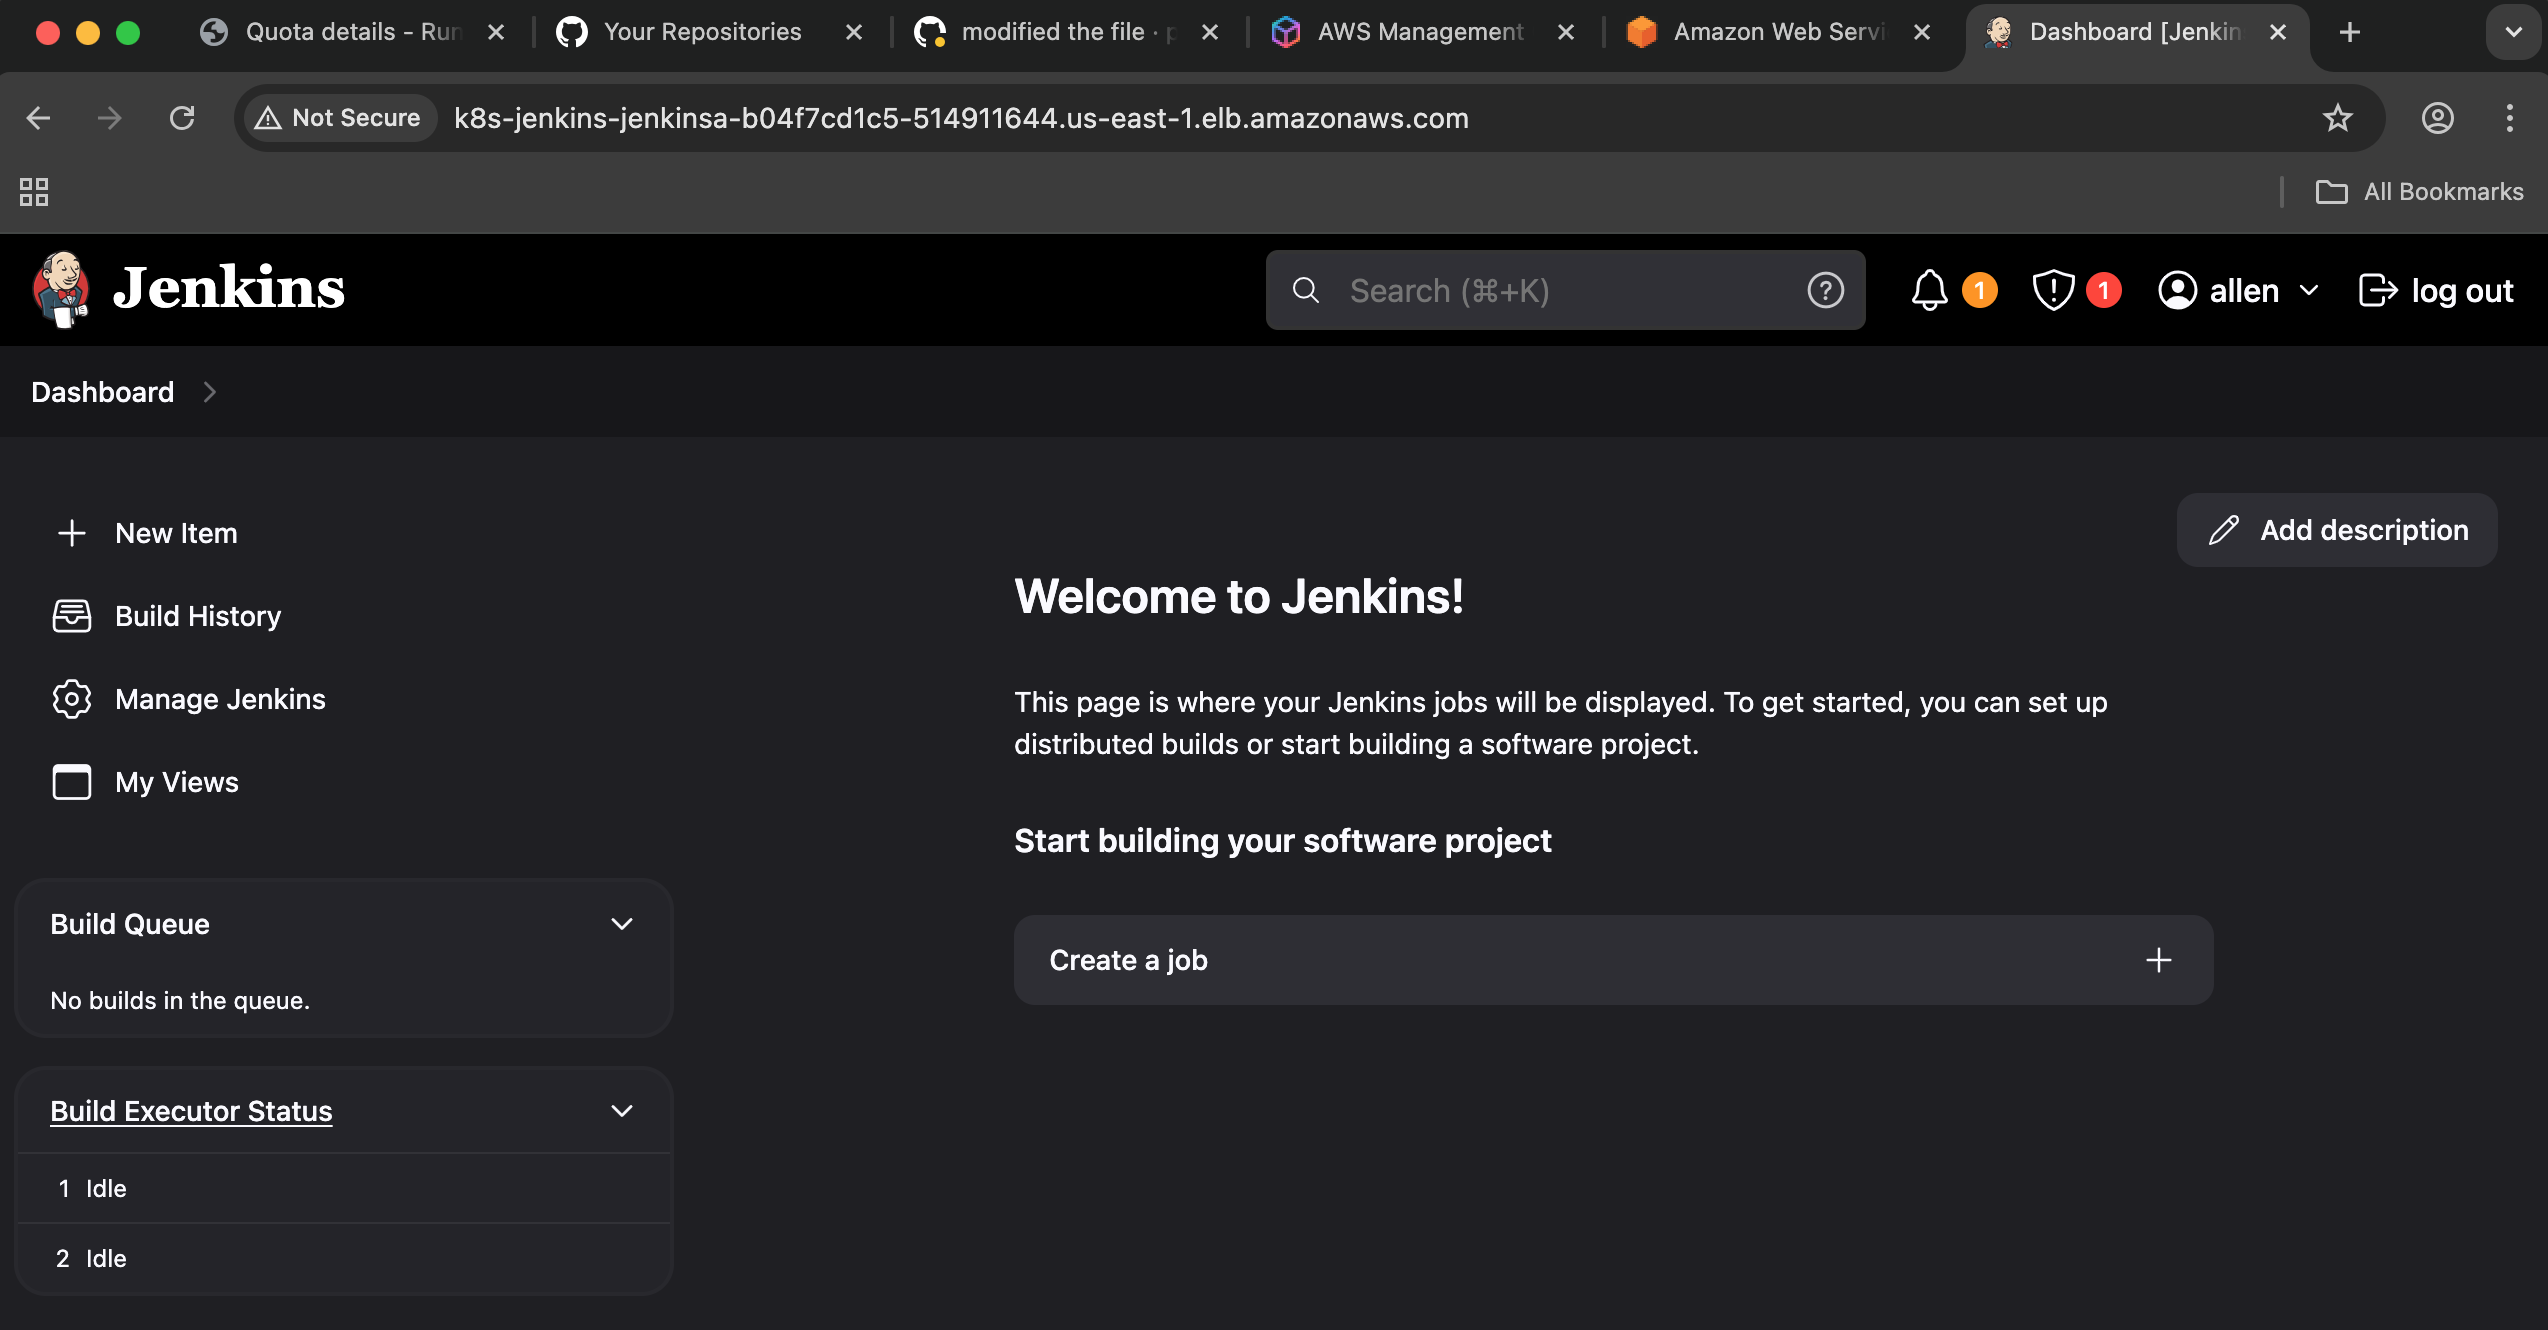 Quota details - Run
Your Repositories
modified the file · p
AWS Management
Amazon Web Servi
Dashboard [Jenkin
Not Secure
k8s-jenkins-jenkinsa-b04f7cd1c5-514911644.us-east-1.elb.amazonaws.com
All Bookmarks
Jenkins
Search (⌘+K)
?
1
1
allen
log out
Dashboard
New Item
Add description
Build History
Manage Jenkins
My Views
Welcome to Jenkins!
This page is where your Jenkins jobs will be displayed. To get started, you can set up
distributed builds or start building a software project.
Start building your software project
Create a job
Build Queue
No builds in the queue.
Build Executor Status
1 Idle
2 Idle